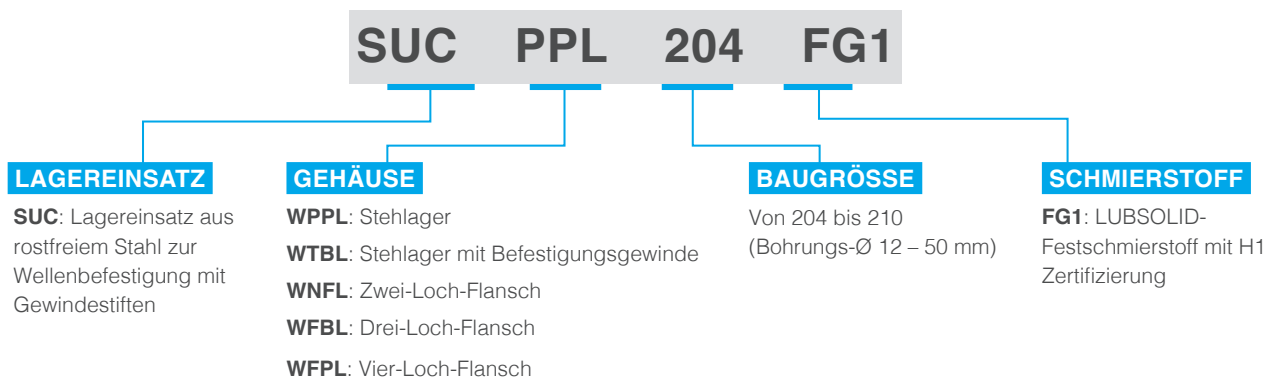 SUC PPL 204 FG1
LAGEREINSATZ
SUC: Lagereinsatz aus
rostfreiem Stahl zur
Wellenbefestigung mit
Gewindestiften
GEHÄUSE
WPPL: Stehlager
WTBL: Stehlager mit Befestigungsgewinde
WNFL: Zwei-Loch-Flansch
WFBL: Drei-Loch-Flansch
WFPL: Vier-Loch-Flansch
BAUGRÖSSE
Von 204 bis 210
(Bohrungs-Ø 12 – 50 mm)
SCHMIERSTOFF
FG1: LUBSOLID-
Festschmierstoff mit H1
Zertifizierung